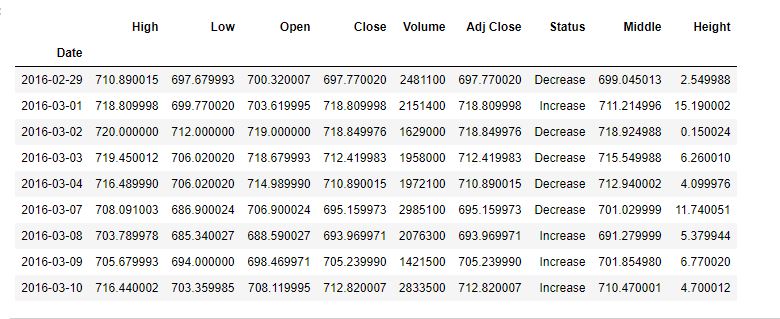 High Low Open Close Volume Adj Close Status Middle Height
Date
2016-02-29 710.890015 697.679993 700.320007 697.770020 2481100 697.770020 Decrease 699.045013 2.549988
2016-03-01 718.809998 699.770020 703.619995 718.809998 2151400 718.809998 Increase 711.214996 15.190002
2016-03-02 720.000000 712.000000 719.000000 718.849976 1629000 718.849976 Decrease 718.924988 0.150024
2016-03-03 719.450012 706.020020 718.679993 712.419983 1958000 712.419983 Decrease 715.549988 6.260010
2016-03-04 716.489990 706.020020 714.989990 710.890015 1972100 710.890015 Decrease 712.940002 4.099976
2016-03-07 708.091003 686.900024 706.900024 695.159973 2985100 695.159973 Decrease 701.029999 11.740051
2016-03-08 703.789978 685.340027 688.590027 693.969971 2076300 693.969971 Increase 691.279999 5.379944
2016-03-09 705.679993 694.000000 698.469971 705.239990 1421500 705.239990 Increase 701.854980 6.770020
2016-03-10 716.440002 703.359985 708.119995 712.820007 2833500 712.820007 Increase 710.470001 4.700012